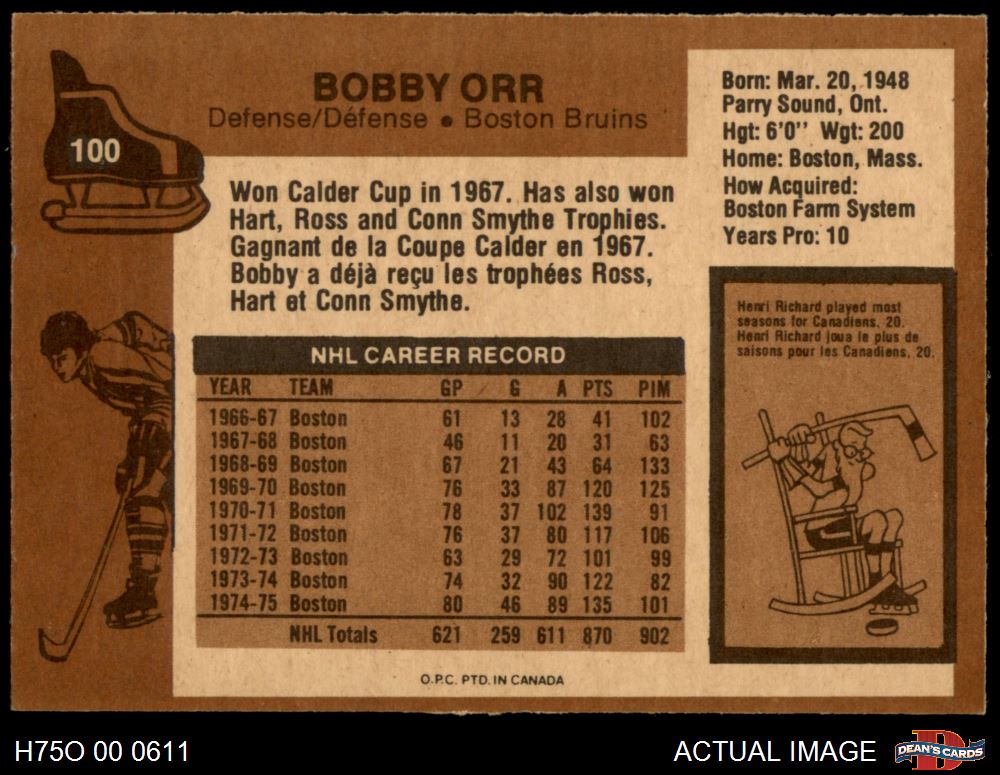 100
BOBBY ORR
Defense/Défense • Boston Bruins
Born: Mar. 20, 1948
Parry Sound, Ont.
Hgt: 6'0'' Wgt: 200
Home: Boston, Mass.
How Acquired:
Boston Farm System
Years Pro: 10
Won Calder Cup in 1967. Has also won
Hart, Ross and Conn Smythe Trophies.
Gagnant de la Coupe Calder en 1967.
Bobby a déjà reçu les trophées Ross,
Hart et Conn Smythe.
Henri Richard played most
seasons for Canadiens, 20.
Henri Richard joua le plus de
saisons pour les Canadiens, 20.
NHL CAREER RECORD
YEAR TEAM GP G A PTS PIM
1966-67 Boston 61 13 28 41 102
1967-68 Boston 46 11 20 31 63
1968-69 Boston 67 21 43 64 133
1969-70 Boston 76 33 87 120 125
1970-71 Boston 78 37 102 139 91
1971-72 Boston 76 37 80 117 106
1972-73 Boston 63 29 72 101 99
1973-74 Boston 74 32 90 122 82
1974-75 Boston 80 46 89 135 101
NHL Totals 621 259 611 870 902
O.P.C. PTD. IN CANADA
H75O 00 0611
ACTUAL IMAGE
DEAN'S CARDS